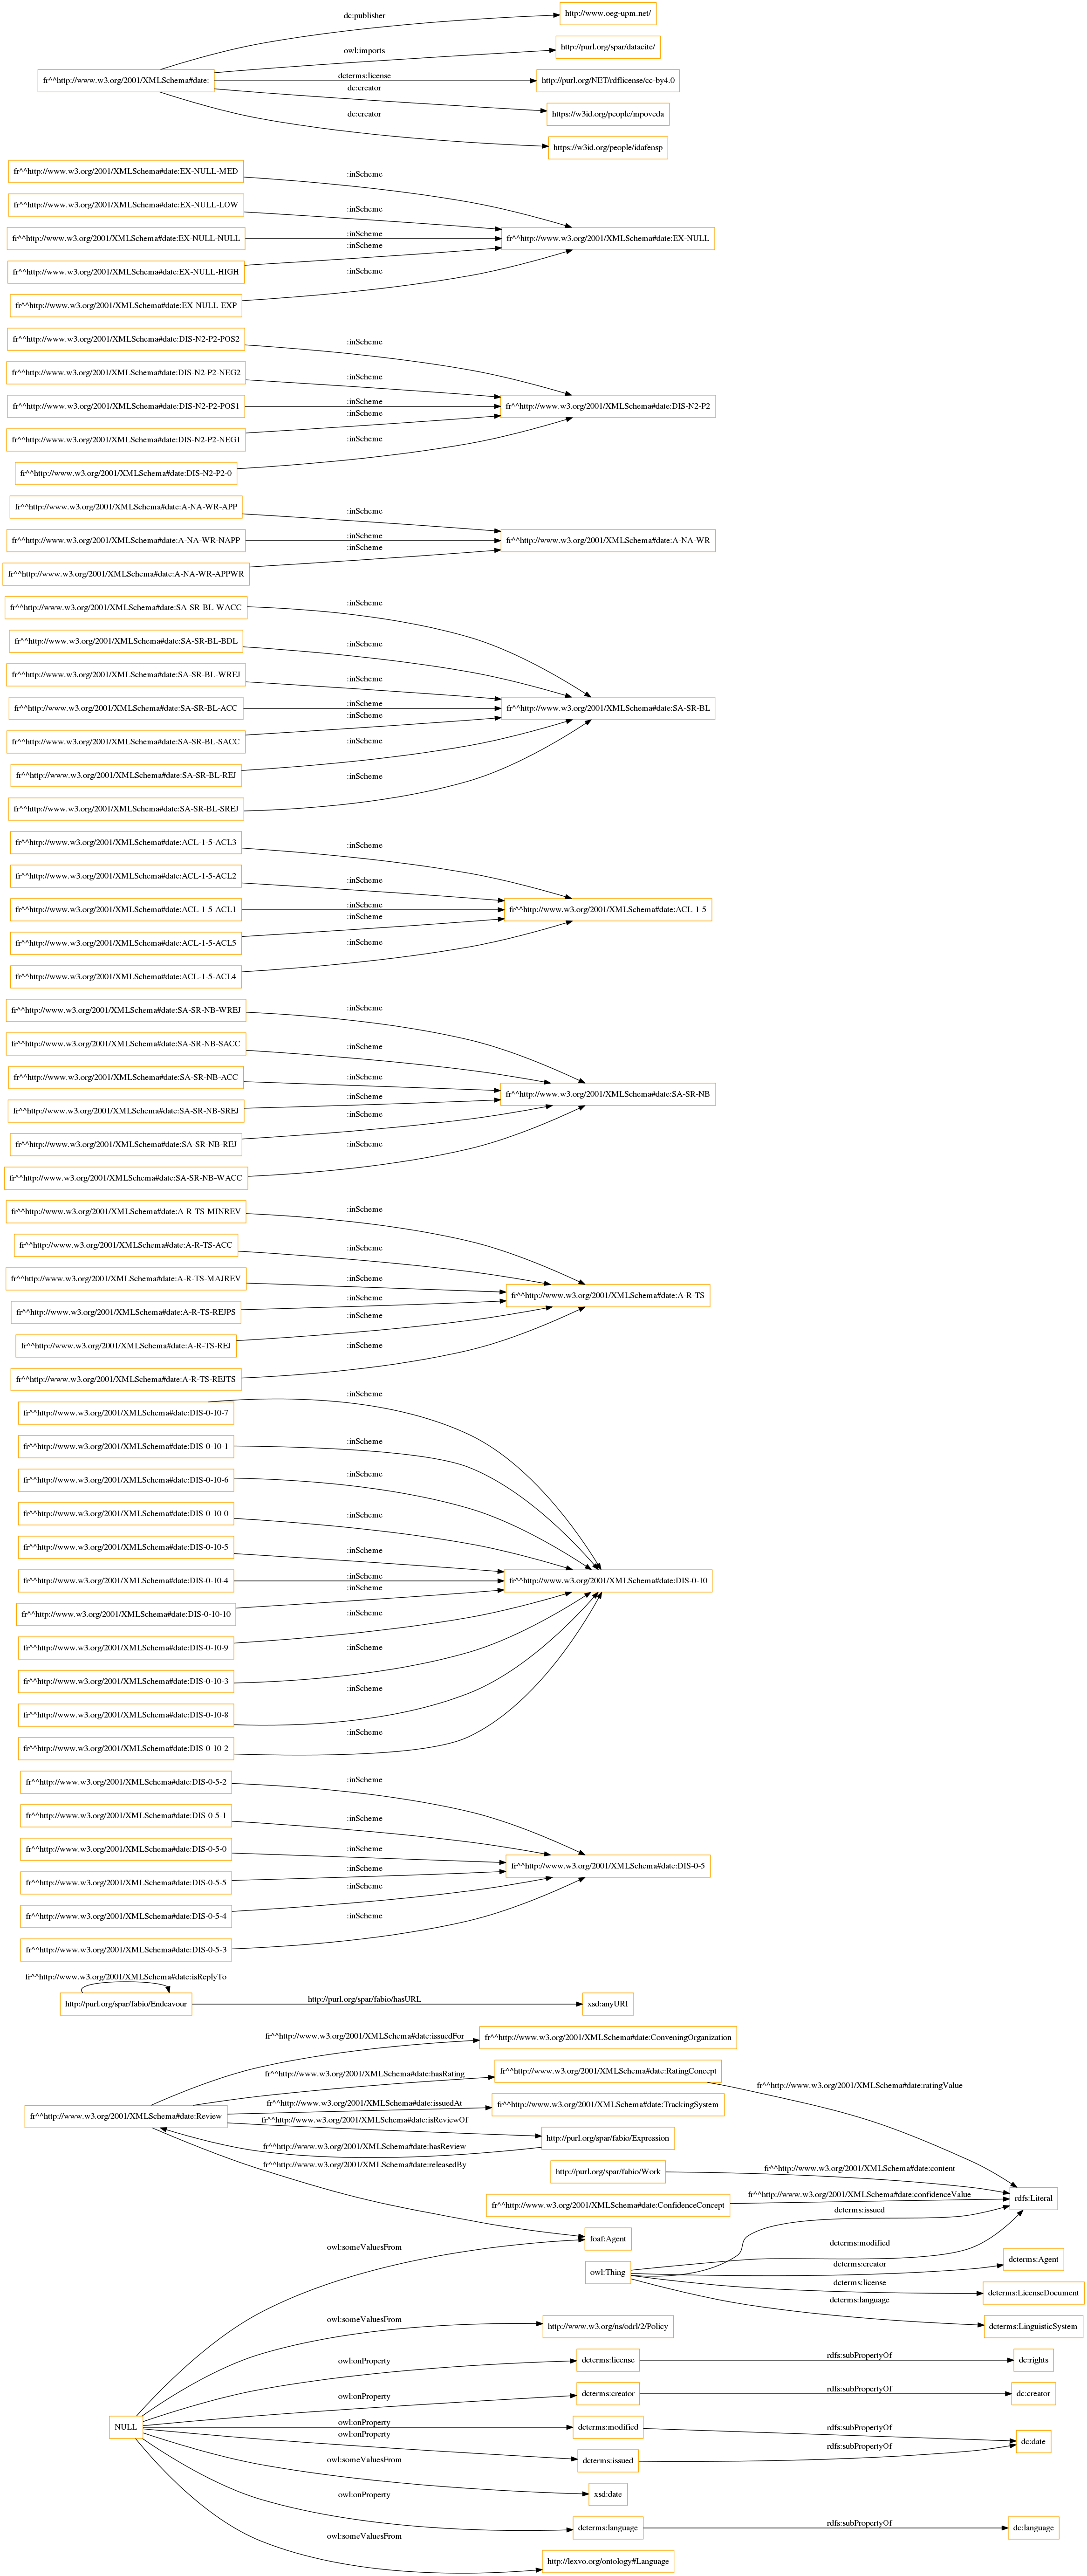 dc:publisher
http://www.oeg-upm.net/
owl:imports
http://purl.org/spar/datacite/
fr^^http://www.w3.org/2001/XMLSchema#date:
dcterms:license
http://purl.org/NET/rdflicense/cc-by4.0
dc:creator
https://w3id.org/people/mpoveda
dc:creator
https://w3id.org/people/idafensp
fr^^http://www.w3.org/2001/XMLSchema#date:EX-NULL-MED
:inScheme
fr^^http://www.w3.org/2001/XMLSchema#date:EX-NULL-LOW
:inScheme
fr^^http://www.w3.org/2001/XMLSchema#date:EX-NULL-NULL
:inScheme
fr^^http://www.w3.org/2001/XMLSchema#date:EX-NULL
:inScheme
fr^^http://www.w3.org/2001/XMLSchema#date:EX-NULL-HIGH
:inScheme
fr^^http://www.w3.org/2001/XMLSchema#date:EX-NULL-EXP
fr^^http://www.w3.org/2001/XMLSchema#date:DIS-N2-P2-POS2
:inScheme
fr^^http://www.w3.org/2001/XMLSchema#date:DIS-N2-P2-NEG2
:inScheme
fr^^http://www.w3.org/2001/XMLSchema#date:DIS-N2-P2-POS1
:inScheme
fr^^http://www.w3.org/2001/XMLSchema#date:DIS-N2-P2
:inScheme
fr^^http://www.w3.org/2001/XMLSchema#date:DIS-N2-P2-NEG1
:inScheme
fr^^http://www.w3.org/2001/XMLSchema#date:DIS-N2-P2-0
fr^^http://www.w3.org/2001/XMLSchema#date:A-NA-WR-APP
:inScheme
fr^^http://www.w3.org/2001/XMLSchema#date:A-NA-WR-NAPP
:inScheme
fr^^http://www.w3.org/2001/XMLSchema#date:A-NA-WR
:inScheme
fr^^http://www.w3.org/2001/XMLSchema#date:A-NA-WR-APPWR
fr^^http://www.w3.org/2001/XMLSchema#date:SA-SR-BL-WACC
:inScheme
fr^^http://www.w3.org/2001/XMLSchema#date:SA-SR-BL-BDL
:inScheme
fr^^http://www.w3.org/2001/XMLSchema#date:SA-SR-BL-WREJ
:inScheme
fr^^http://www.w3.org/2001/XMLSchema#date:SA-SR-BL-ACC
:inScheme
fr^^http://www.w3.org/2001/XMLSchema#date:SA-SR-BL
:inScheme
fr^^http://www.w3.org/2001/XMLSchema#date:SA-SR-BL-SACC
:inScheme
fr^^http://www.w3.org/2001/XMLSchema#date:SA-SR-BL-REJ
:inScheme
fr^^http://www.w3.org/2001/XMLSchema#date:SA-SR-BL-SREJ
fr^^http://www.w3.org/2001/XMLSchema#date:ACL-1-5-ACL3
:inScheme
fr^^http://www.w3.org/2001/XMLSchema#date:ACL-1-5-ACL2
:inScheme
fr^^http://www.w3.org/2001/XMLSchema#date:ACL-1-5-ACL1
:inScheme
fr^^http://www.w3.org/2001/XMLSchema#date:ACL-1-5
:inScheme
fr^^http://www.w3.org/2001/XMLSchema#date:ACL-1-5-ACL5
:inScheme
fr^^http://www.w3.org/2001/XMLSchema#date:ACL-1-5-ACL4
fr^^http://www.w3.org/2001/XMLSchema#date:SA-SR-NB-WREJ
:inScheme
fr^^http://www.w3.org/2001/XMLSchema#date:SA-SR-NB-SACC
:inScheme
fr^^http://www.w3.org/2001/XMLSchema#date:SA-SR-NB-ACC
:inScheme
fr^^http://www.w3.org/2001/XMLSchema#date:SA-SR-NB
:inScheme
fr^^http://www.w3.org/2001/XMLSchema#date:SA-SR-NB-SREJ
:inScheme
fr^^http://www.w3.org/2001/XMLSchema#date:SA-SR-NB-REJ
:inScheme
fr^^http://www.w3.org/2001/XMLSchema#date:SA-SR-NB-WACC
fr^^http://www.w3.org/2001/XMLSchema#date:A-R-TS-MINREV
:inScheme
fr^^http://www.w3.org/2001/XMLSchema#date:A-R-TS-ACC
:inScheme
fr^^http://www.w3.org/2001/XMLSchema#date:A-R-TS-MAJREV
:inScheme
fr^^http://www.w3.org/2001/XMLSchema#date:A-R-TS
:inScheme
fr^^http://www.w3.org/2001/XMLSchema#date:A-R-TS-REJPS
:inScheme
fr^^http://www.w3.org/2001/XMLSchema#date:A-R-TS-REJ
:inScheme
fr^^http://www.w3.org/2001/XMLSchema#date:A-R-TS-REJTS
:inScheme
fr^^http://www.w3.org/2001/XMLSchema#date:DIS-0-10-7
:inScheme
fr^^http://www.w3.org/2001/XMLSchema#date:DIS-0-10-1
:inScheme
fr^^http://www.w3.org/2001/XMLSchema#date:DIS-0-10-6
:inScheme
fr^^http://www.w3.org/2001/XMLSchema#date:DIS-0-10-0
:inScheme
fr^^http://www.w3.org/2001/XMLSchema#date:DIS-0-10-5
:inScheme
fr^^http://www.w3.org/2001/XMLSchema#date:DIS-0-10-4
fr^^http://www.w3.org/2001/XMLSchema#date:DIS-0-10
:inScheme
fr^^http://www.w3.org/2001/XMLSchema#date:DIS-0-10-10
:inScheme
fr^^http://www.w3.org/2001/XMLSchema#date:DIS-0-10-9
:inScheme
fr^^http://www.w3.org/2001/XMLSchema#date:DIS-0-10-3
:inScheme
fr^^http://www.w3.org/2001/XMLSchema#date:DIS-0-10-8
:inScheme
fr^^http://www.w3.org/2001/XMLSchema#date:DIS-0-10-2
fr^^http://www.w3.org/2001/XMLSchema#date:DIS-0-5-2
:inScheme
fr^^http://www.w3.org/2001/XMLSchema#date:DIS-0-5-1
:inScheme
fr^^http://www.w3.org/2001/XMLSchema#date:DIS-0-5-0
:inScheme
fr^^http://www.w3.org/2001/XMLSchema#date:DIS-0-5
:inScheme
fr^^http://www.w3.org/2001/XMLSchema#date:DIS-0-5-5
:inScheme
fr^^http://www.w3.org/2001/XMLSchema#date:DIS-0-5-4
:inScheme
fr^^http://www.w3.org/2001/XMLSchema#date:DIS-0-5-3
fr^^http://www.w3.org/2001/XMLSchema#date:isReplyTo
http://purl.org/spar/fabio/Endeavour
http://purl.org/spar/fabio/hasURL
xsd:anyURI
fr^^http://www.w3.org/2001/XMLSchema#date:issuedFor
fr^^http://www.w3.org/2001/XMLSchema#date:ConveningOrganization
fr^^http://www.w3.org/2001/XMLSchema#date:hasRating
fr^^http://www.w3.org/2001/XMLSchema#date:RatingConcept
fr^^http://www.w3.org/2001/XMLSchema#date:ratingValue
fr^^http://www.w3.org/2001/XMLSchema#date:Review
fr^^http://www.w3.org/2001/XMLSchema#date:issuedAt
fr^^http://www.w3.org/2001/XMLSchema#date:TrackingSystem
fr^^http://www.w3.org/2001/XMLSchema#date:isReviewOf
http://purl.org/spar/fabio/Expression
fr^^http://www.w3.org/2001/XMLSchema#date:hasReview
fr^^http://www.w3.org/2001/XMLSchema#date:releasedBy
http://purl.org/spar/fabio/Work
fr^^http://www.w3.org/2001/XMLSchema#date:content
fr^^http://www.w3.org/2001/XMLSchema#date:ConfidenceConcept
fr^^http://www.w3.org/2001/XMLSchema#date:confidenceValue
rdfs:Literal
dcterms:issued
foaf:Agent
owl:someValuesFrom
dcterms:modified
owl:Thing
dcterms:creator
dcterms:Agent
dcterms:license
dcterms:LicenseDocument
dcterms:language
dcterms:LinguisticSystem
owl:someValuesFrom
http://www.w3.org/ns/odrl/2/Policy
owl:onProperty
dcterms:license
rdfs:subPropertyOf
dc:rights
owl:onProperty
dcterms:creator
rdfs:subPropertyOf
dc:creator
NULL
owl:onProperty
dcterms:modified
rdfs:subPropertyOf
dc:date
owl:onProperty
dcterms:issued
rdfs:subPropertyOf
owl:someValuesFrom
xsd:date
owl:onProperty
dcterms:language
rdfs:subPropertyOf
dc:language
owl:someValuesFrom
http://lexvo.org/ontology#Language